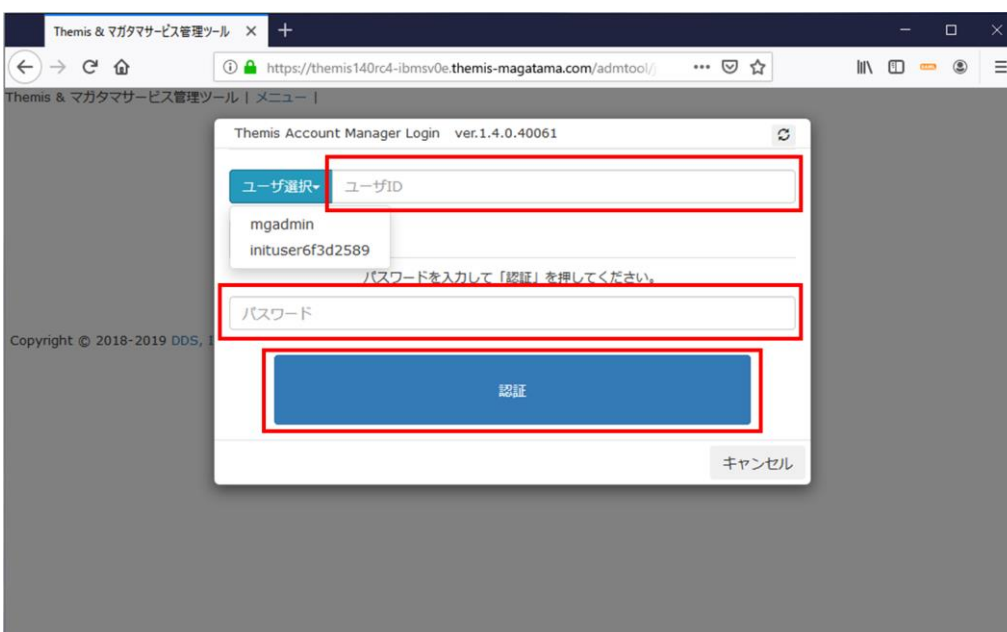 Themis & マガタマサービス管理ツール
https://themis140rc4-ibmsv0e.themis-magatama.com/admtool/
Themis & マガタマサービス管理ツール | メニュー |
Themis Account Manager Login ver.1.4.0.40061
ユーザ選択 ユーザID
mgadmin
inituser6f3d2589
パスワードを入力して「認証」を押してください。
パスワード
Copyright © 2018-2019 DDS, I
認証
キャンセル